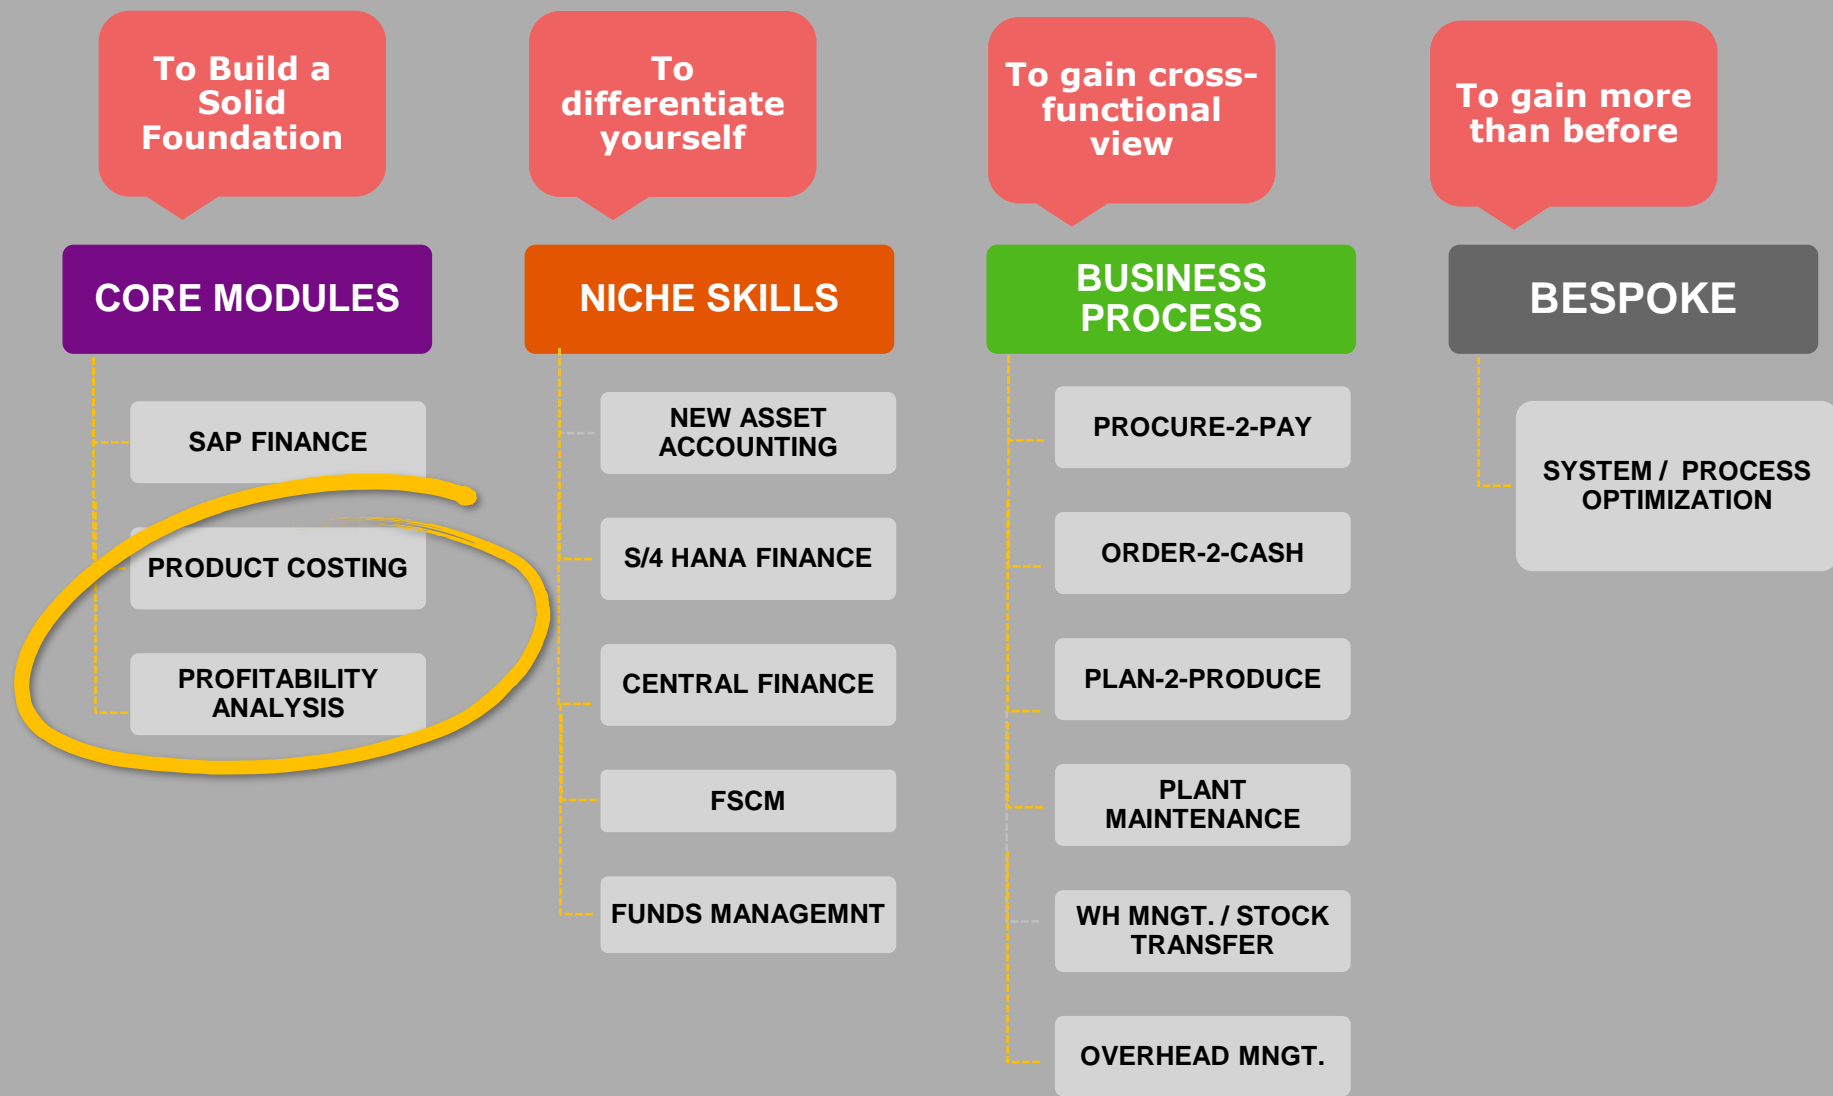 To Build a
Solid
Foundation
To
differentiate
yourself
To gain cross-
functional
view
To gain more
than before
CORE MODULES
SAP FINANCE
PRODUCT COSTING
PROFITABILITY
ANALYSIS
NICHE SKILLS
NEW ASSET
ACCOUNTING
S/4 HANA FINANCE
CENTRAL FINANCE
FSCM
FUNDS MANAGEMNT
BUSINESS
PROCESS
PROCURE-2-PAY
ORDER-2-CASH
PLAN-2-PRODUCE
PLANT
MAINTENANCE
WH MNGT. / STOCK
TRANSFER
OVERHEAD MNGT.
BESPOKE
SYSTEM / PROCESS
OPTIMIZATION